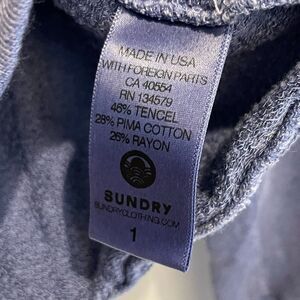 MADE IN USA
WITH FOREIGN PARTS
CA 40554
RN 134579
46% TENCEL
28% PIMA COTTON
26% RAYON
SUNDRY
SUNDRYCLOTHING.COM
1